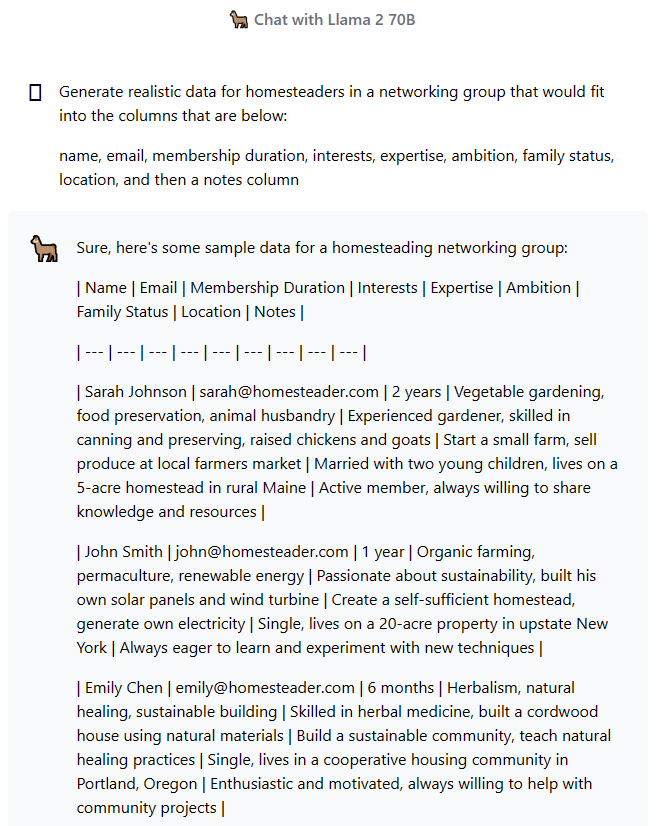 Chat with Llama 2 70B
Generate realistic data for homesteaders in a networking group that would fit
into the columns that are below:
name, email, membership duration, interests, expertise, ambition, family status,
location, and then a notes column
Sure, here's some sample data for a homesteading networking group:
| Name | Email | Membership Duration | Interests | Expertise | Ambition |
Family Status | Location | Notes |
| --- | --- | --- | --- | --- | --- | --- | --- | --- |
| Sarah Johnson | sarah@homesteader.com | 2 years | Vegetable gardening,
food preservation, animal husbandry | Experienced gardener, skilled in
canning and preserving, raised chickens and goats | Start a small farm, sell
produce at local farmers market | Married with two young children, lives on a
5-acre homestead in rural Maine | Active member, always willing to share
knowledge and resources |
| John Smith | john@homesteader.com | 1 year | Organic farming,
permaculture, renewable energy | Passionate about sustainability, built his
own solar panels and wind turbine | Create a self-sufficient homestead,
generate own electricity | Single, lives on a 20-acre property in upstate New
York | Always eager to learn and experiment with new techniques |
| Emily Chen | emily@homesteader.com | 6 months | Herbalism, natural
healing, sustainable building | Skilled in herbal medicine, built a cordwood
house using natural materials | Build a sustainable community, teach natural
healing practices | Single, lives in a cooperative housing community in
Portland, Oregon | Enthusiastic and motivated, always willing to help with
community projects |